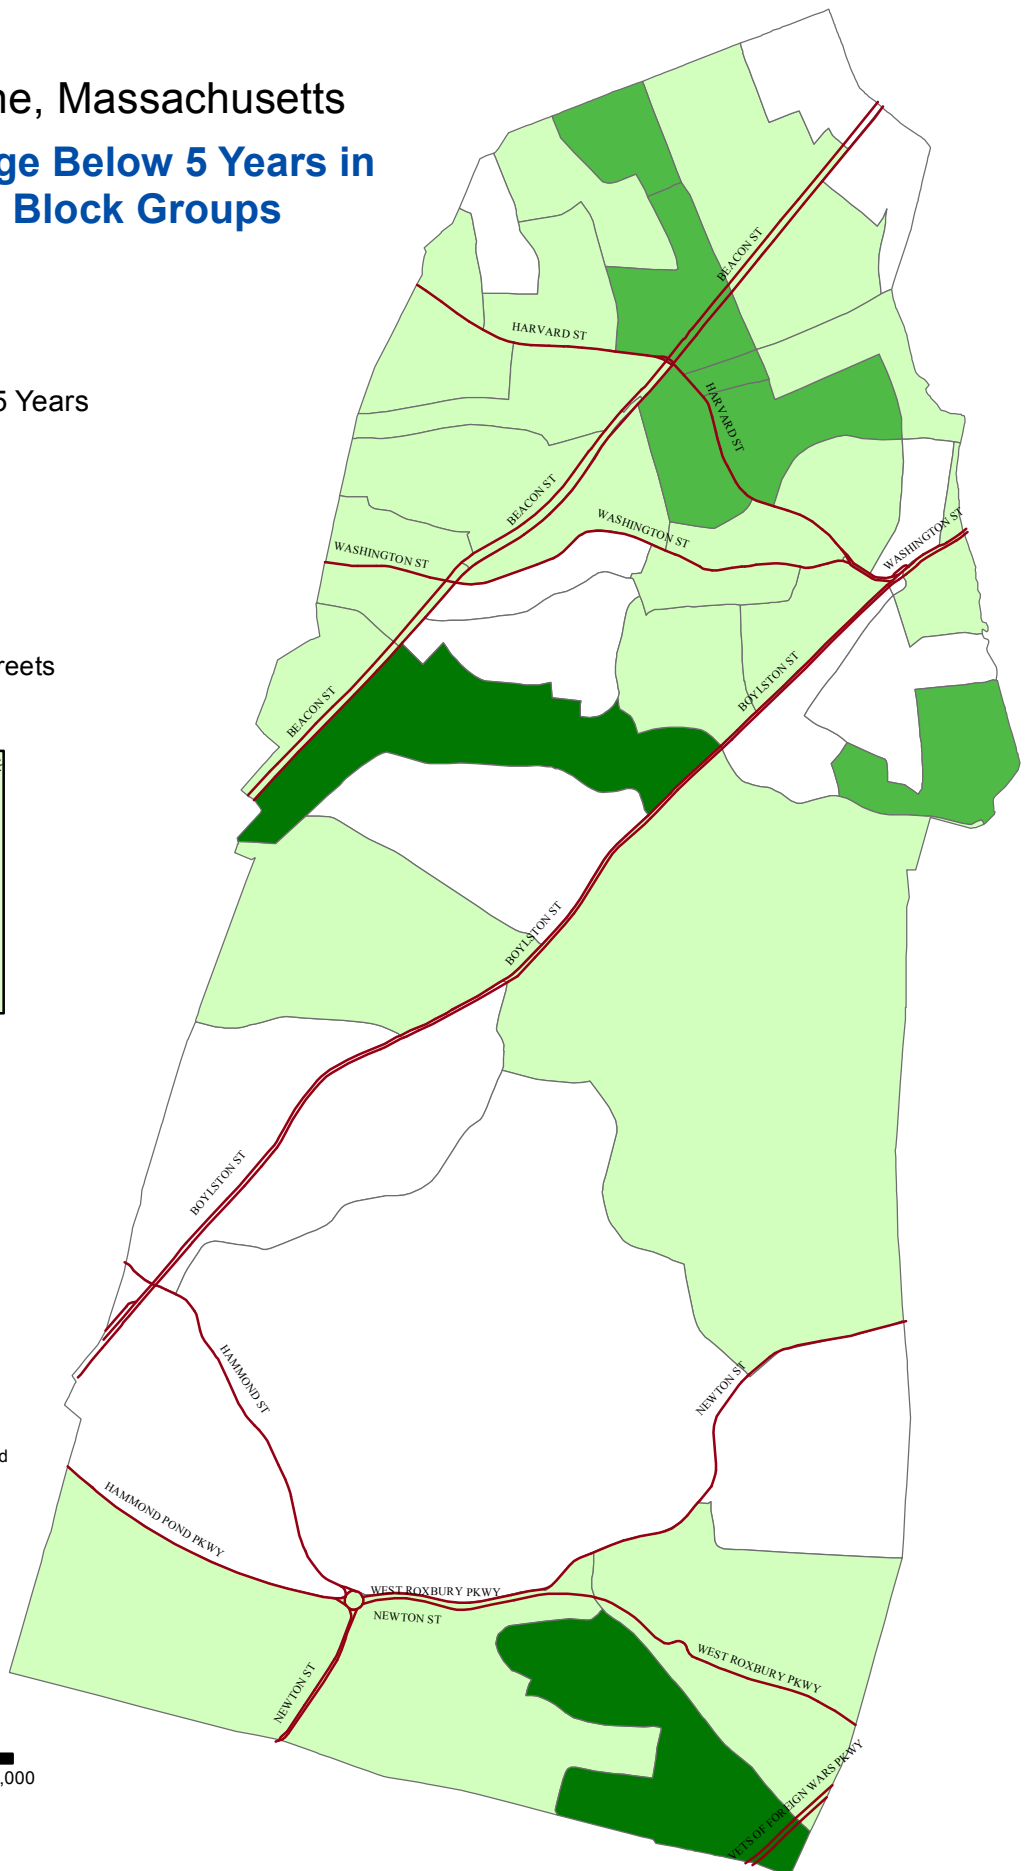 ne, Massachusetts
ge Below 5 Years in
Block Groups
5 Years
reets
d
,000
BEACON ST
HARVARD ST
HARVARD ST
BEACON ST
WASHINGTON ST
WASHINGTON ST
WASHINGTON ST
BEACON ST
BOYLSTON ST
BOYLSTON ST
BOYLSTON ST
HAMMOND ST
NEWTON ST
HAMMOND POND PKWY
WEST ROXBURY PKWY
NEWTON ST
WEST ROXBURY PKWY
NEWTON ST
VETS OF FOREIGN WARS PKWY